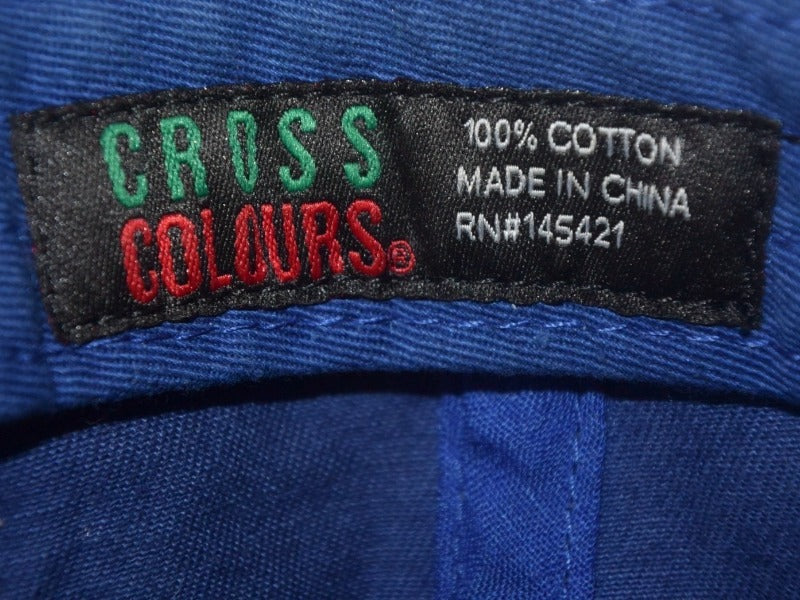 CROSS
COLOURS®
100% COTTON
MADE IN CHINA
RN#145421